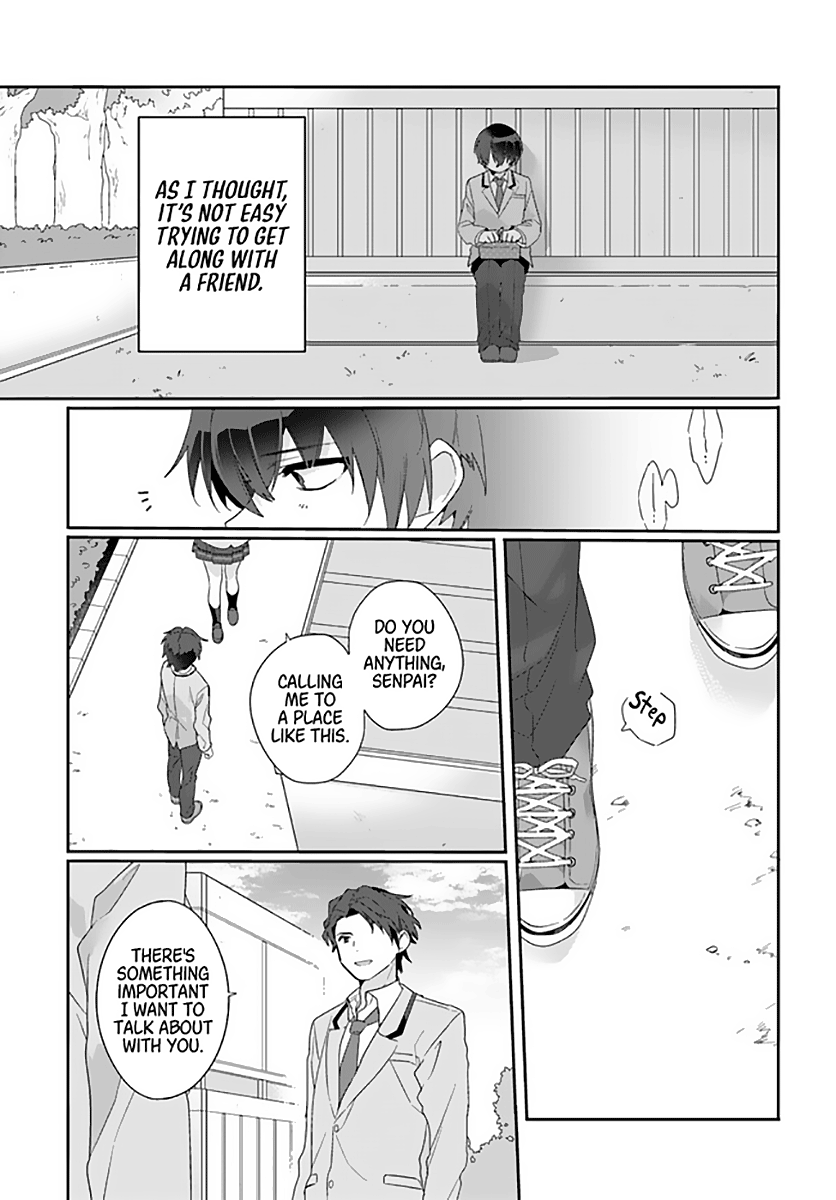 AS I THOUGHT,
IT'S NOT EASY
TRYING TO GET
ALONG WITH
A FRIEND.
Step
DO YOU
NEED
ANYTHING,
SENPAI?
CALLING
ME TO
A PLACE
LIKE THIS.
THERE'S
SOMETHING
IMPORTANT
I WANT TO
TALK ABOUT
WITH YOU.